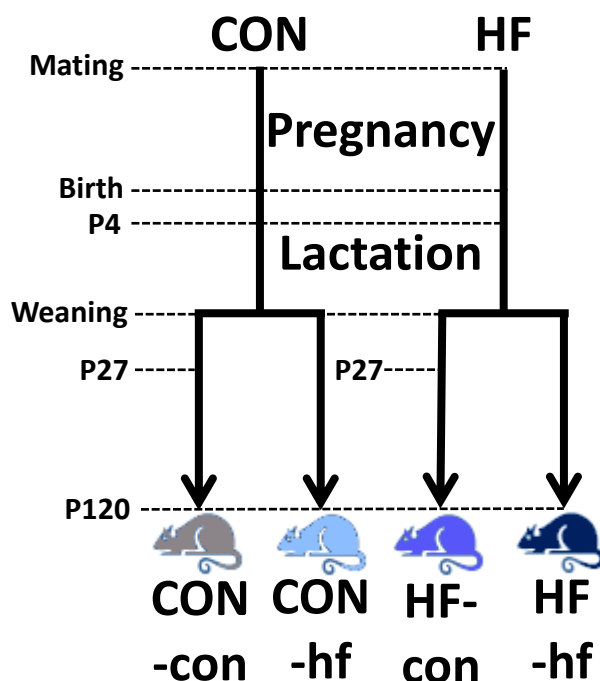 CON HF
Mating
Pregnancy
Birth
P4
Lactation
Weaning
P27 P27
P120
CON CON HF- HF
-con -hf con -hf